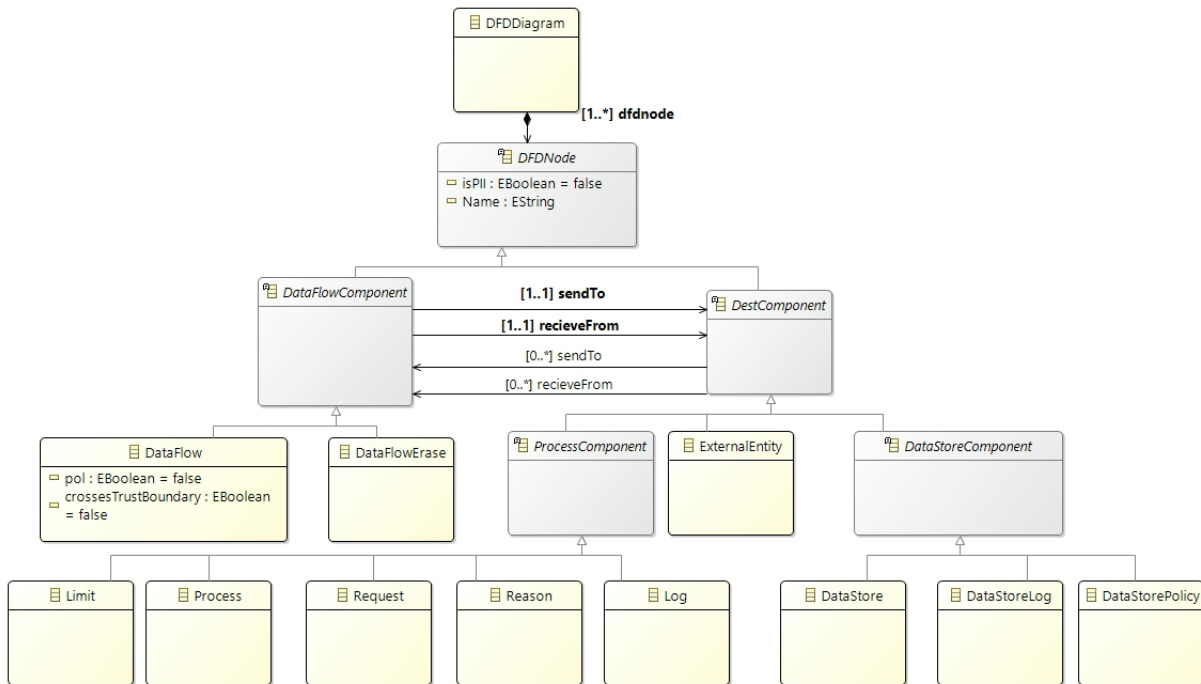 DFDDiagram
[1..*] dfdnode
DFDNode
isPII : EBoolean = false
Name : EString
DataFlowComponent
[1..1] sendTo
DestComponent
[1..1] recieveFrom
[0..*] sendTo
[0..*] recieveFrom
DataFlow
pol : EBoolean = false
crossesTrustBoundary : EBoolean
= false
DataFlowErase
ProcessComponent
ExternalEntity
DataStoreComponent
Limit
Process
Request
Reason
Log
DataStore
DataStoreLog
DataStorePolicy